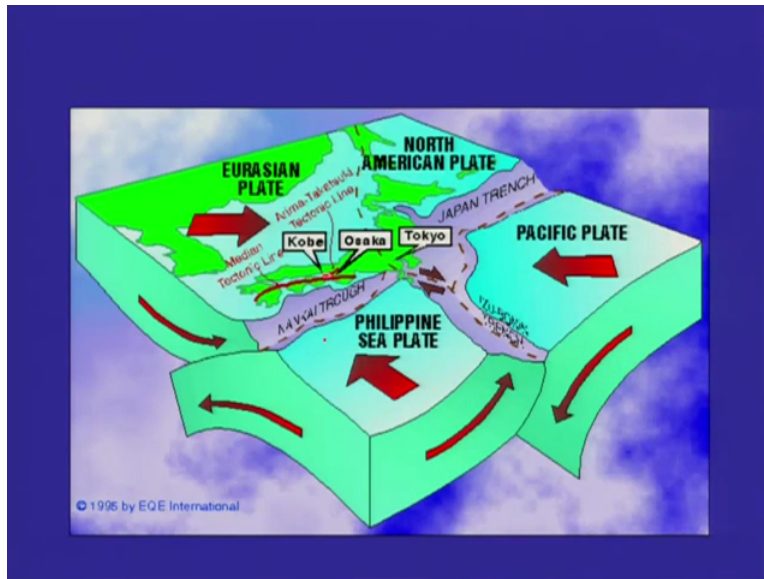 NORTH
AMERICAN PLATE
EURASIAN
PLATE
Arima-Takatsuki
Tectonic Line
JAPAN TRENCH
PACIFIC PLATE
Kobe
Osaka
Tokyo
Median
Tectonic Line
NANKAI TROUGH
PHILIPPINE
SEA PLATE
TRENCH
© 1995 by EQE International